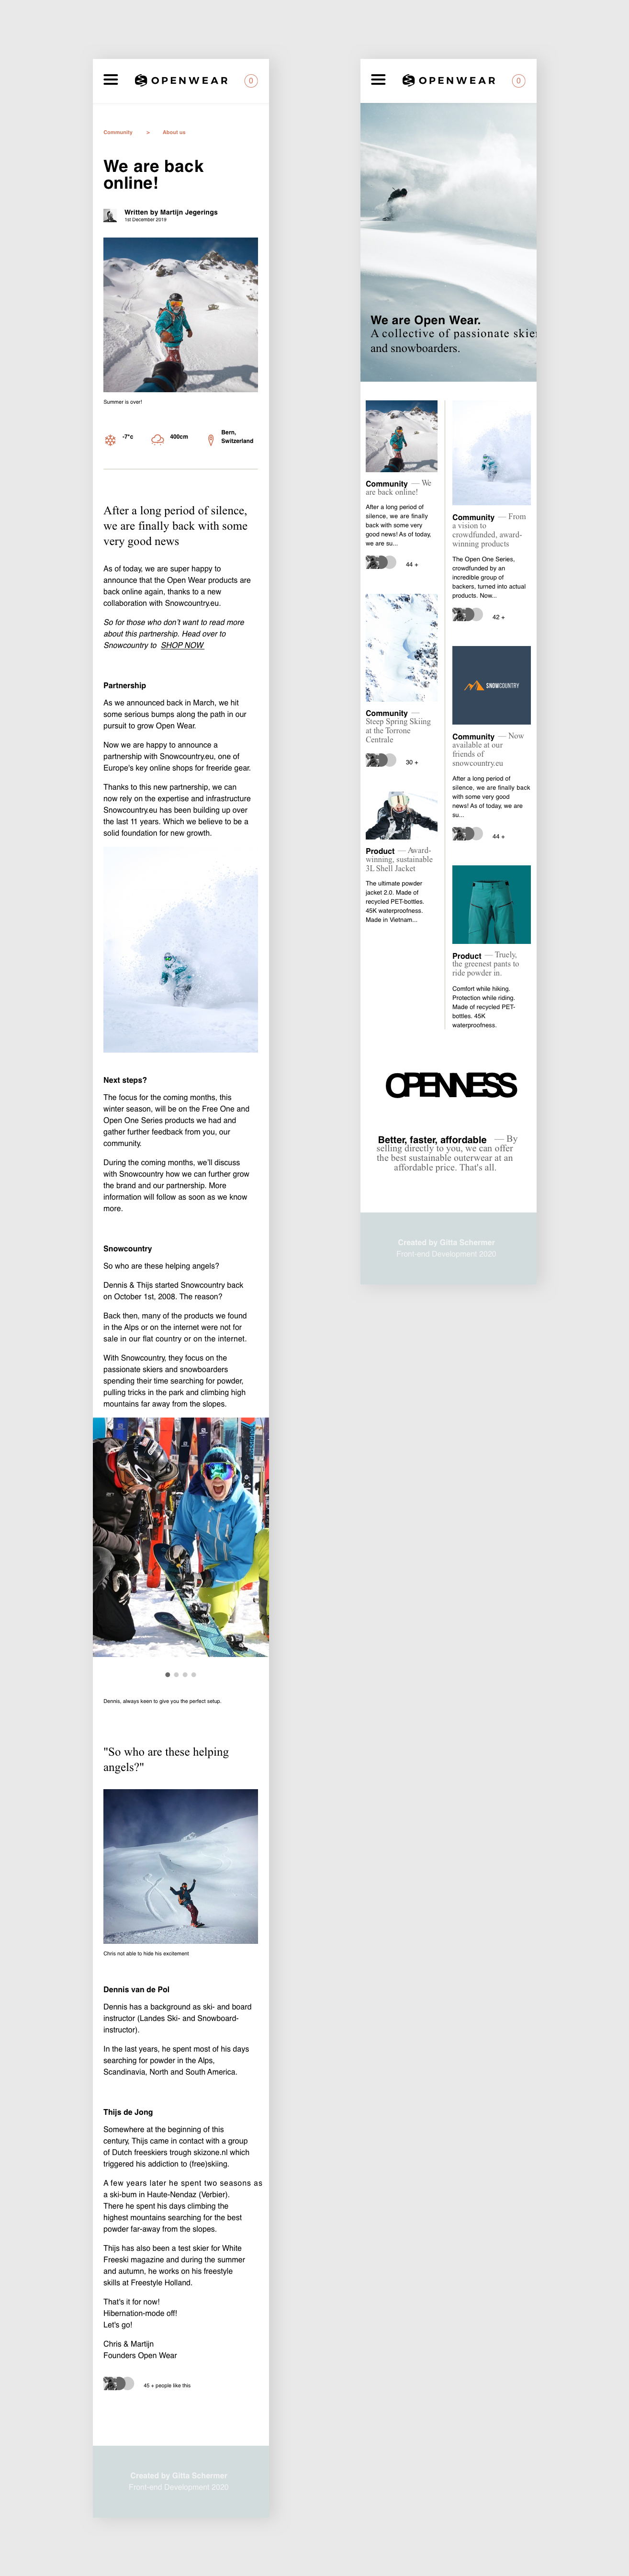 OPENWEAR
0
Community > About us
We are back
online!
Written by Martijn Jegerings
1st December 2019
Summer is over!
-7°c
400cm
Bern,
Switzerland
After a long period of silence,
we are finally back with some
very good news
As of today, we are super happy to
announce that the Open Wear products are
back online again, thanks to a new
collaboration with Snowcountry.eu.
So for those who don't want to read more
about this partnership. Head over to
Snowcountry to SHOP NOW
Partnership
As we announced back in March, we hit
some serious bumps along the path in our
pursuit to grow Open Wear.
Now we are happy to announce a
partnership with Snowcountry.eu, one of
Europe's key online shops for freeride gear.
Thanks to this new partnership, we can
now rely on the expertise and infrastructure
Snowcountry.eu has been building up over
the last 11 years. Which we believe to be a
solid foundation for new growth.
Next steps?
The focus for the coming months, this
winter season, will be on the Free One and
Open One Series products we had and
gather further feedback from you, our
community.
During the coming months, we'll discuss
with Snowcountry how we can further grow
the brand and our partnership. More
information will follow as soon as we know
more.
Snowcountry
So who are these helping angels?
Dennis & Thijs started Snowcountry back
on October 1st, 2008. The reason?
Back then, many of the products we found
in the Alps or on the internet were not for
sale in our flat country or on the internet.
With Snowcountry, they focus on the
passionate skiers and snowboarders
spending their time searching for powder,
pulling tricks in the park and climbing high
mountains far away from the slopes.
Dennis, always keen to give you the perfect setup.
"So who are these helping
angels?"
Chris not able to hide his excitement
Dennis van de Pol
Dennis has a background as ski- and board
instructor (Landes Ski- and Snowboard-
instructor).
In the last years, he spent most of his days
searching for powder in the Alps,
Scandinavia, North and South America.
Thijs de Jong
Somewhere at the beginning of this
century, Thijs came in contact with a group
of Dutch freeskiers trough skizone.nl which
triggered his addiction to (free)skiing.
A few years later he spent two seasons as
a ski-bum in Haute-Nendaz (Verbier).
There he spent his days climbing the
highest mountains searching for the best
powder far-away from the slopes.
Thijs has also been a test skier for White
Freeski magazine and during the summer
and autumn, he works on his freestyle
skills at Freestyle Holland.
That's it for now!
Hibernation-mode off!
Let's go!
Chris & Martijn
Founders Open Wear
45 + people like this
Created by Gitta Schermer
Front-end Development 2020
OPENWEAR
0
We are Open Wear.
A collective of passionate skier
and snowboarders.
Community — We
are back online!
After a long period of
silence, we are finally
back with some very
good news! As of today,
we are su...
44 +
Community —
Steep Spring Skiing
at the Torrone
Centrale
30 +
Product — Award-
winning, sustainable
3L Shell Jacket
The ultimate powder
jacket 2.0. Made of
recycled PET-bottles.
45K waterproofness.
Made in Vietnam...
Community — From
a vision to
crowdfunded, award-
winning products
The Open One Series,
crowdfunded by an
incredible group of
backers, turned into actual
products. Now...
42 +
SNOWCOUNTRY
Community — Now
available at our
friends of
snowcountry.eu
After a long period of
silence, we are finally back
with some very good
news! As of today, we are
su...
44 +
Product — Truely,
the greenest pants to
ride powder in.
Comfort while hiking.
Protection while riding.
Made of recycled PET-
bottles. 45K
waterproofness.
OPENNESS
Better, faster, affordable — By
selling directly to you, we can offer
the best sustainable outerwear at an
affordable price. That's all.
Created by Gitta Schermer
Front-end Development 2020